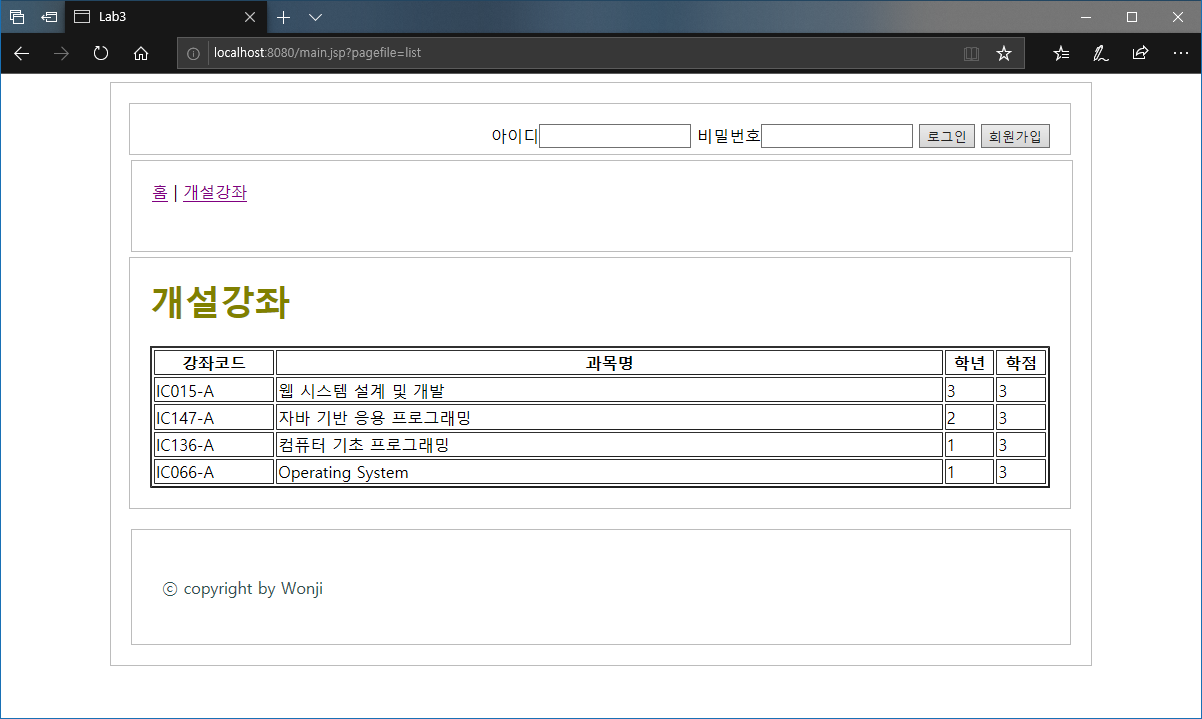 Lab3
localhost:8080/main.jsp?pagefile=list
아이디 비밀번호 로그인 회원가입
홈 | 개설강좌
개설강좌
강좌코드 과목명 학년 학점
IC015-A 웹 시스템 설계 및 개발 3 3
IC147-A 자바 기반 응용 프로그래밍 2 3
IC136-A 컴퓨터 기초 프로그래밍 1 3
IC066-A Operating System 1 3
ⓒ copyright by Wonji